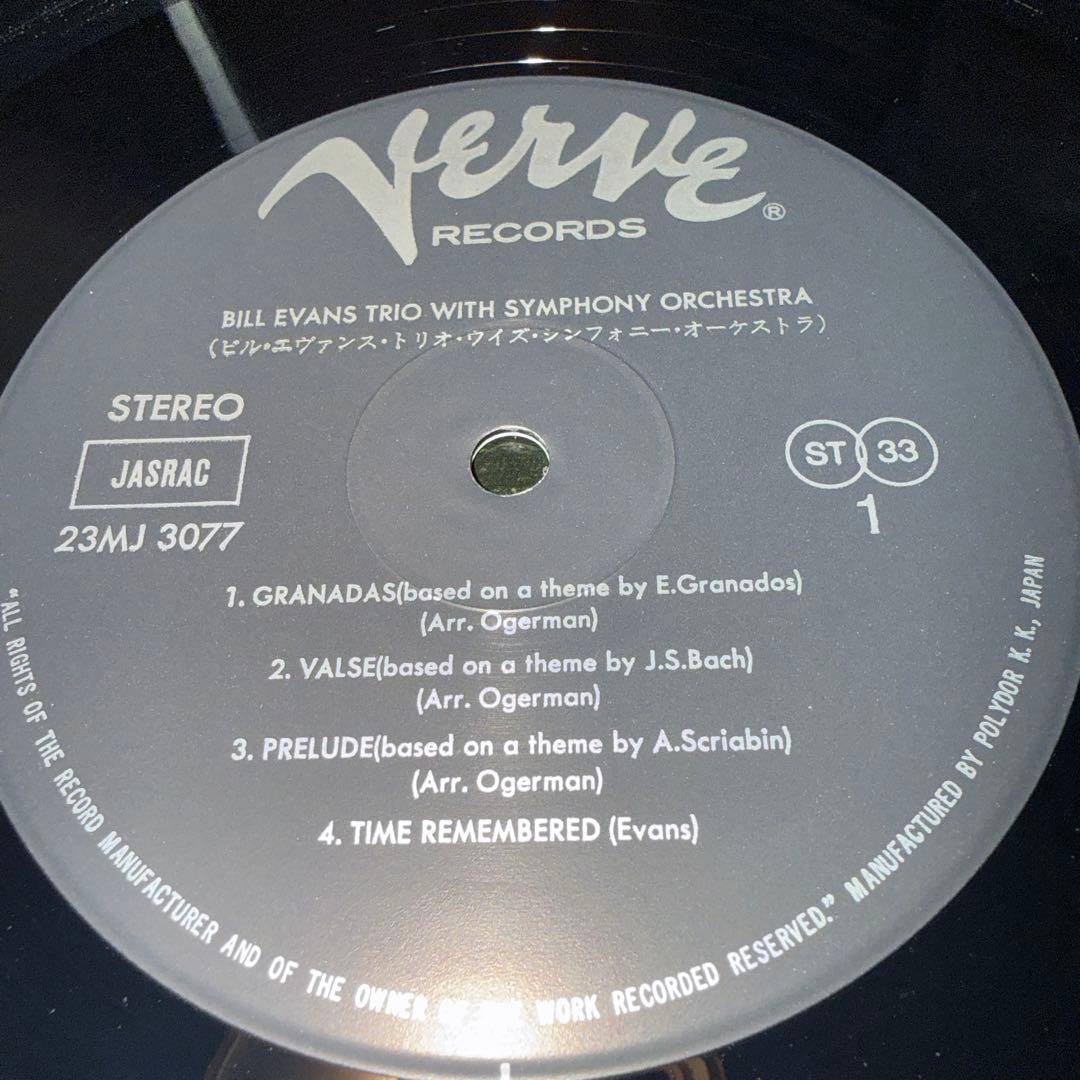 Verve ®
RECORDS
BILL EVANS TRIO WITH SYMPHONY ORCHESTRA
(ビル・エヴァンス・トリオ・ウイズ・シンフォニー・オーケストラ)
STEREO
JASRAC
23MJ 3077
ST 33
1
1. GRANADAS(based on a theme by E.Granados)
(Arr. Ogerman)
2. VALSE(based on a theme by J.S.Bach)
(Arr. Ogerman)
3. PRELUDE(based on a theme by A.Scriabin)
(Arr. Ogerman)
4. TIME REMEMBERED (Evans)
"ALL RIGHTS OF THE RECORD MANUFACTURER AND OF THE OWNER WORK RECORDED RESERVED." MANUFACTURED BY POLYDOR K. K., JAPAN